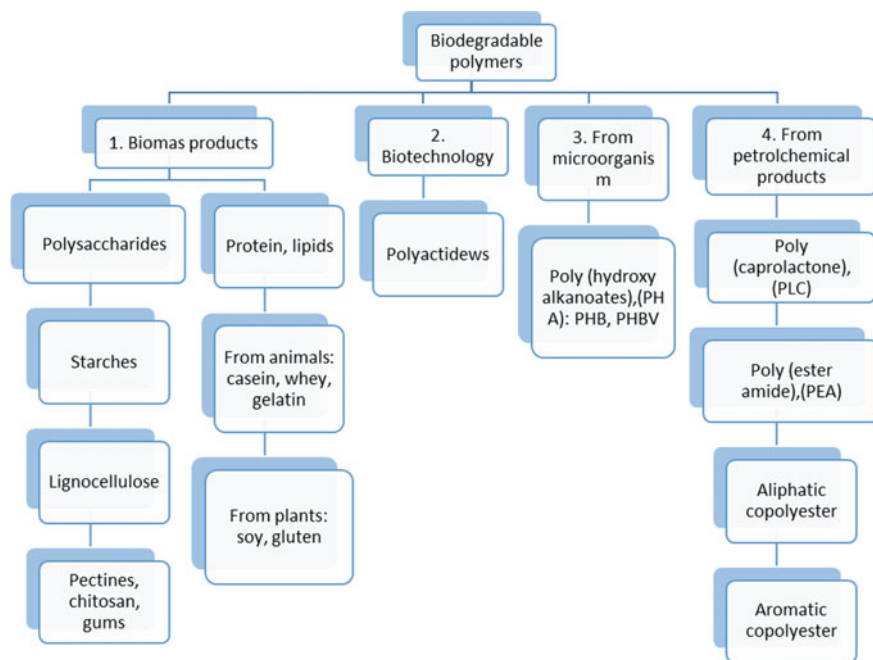 Biodegradable
polymers
1. Biomas products
2.
Biotechnology
3. From
microorganis
m
4. From
petrolchemical
products
Polysaccharides
Protein, lipids
Polyactidews
Poly (hydroxy
alkanoates),(PH
A): PHB, PHBV
Poly
(caprolactone),
(PLC)
Starches
From animals:
casein, whey,
gelatin
Poly (ester
amide),(PEA)
Lignocellulose
From plants:
soy, gluten
Aliphatic
copolyester
Pectines,
chitosan,
gums
Aromatic
copolyester